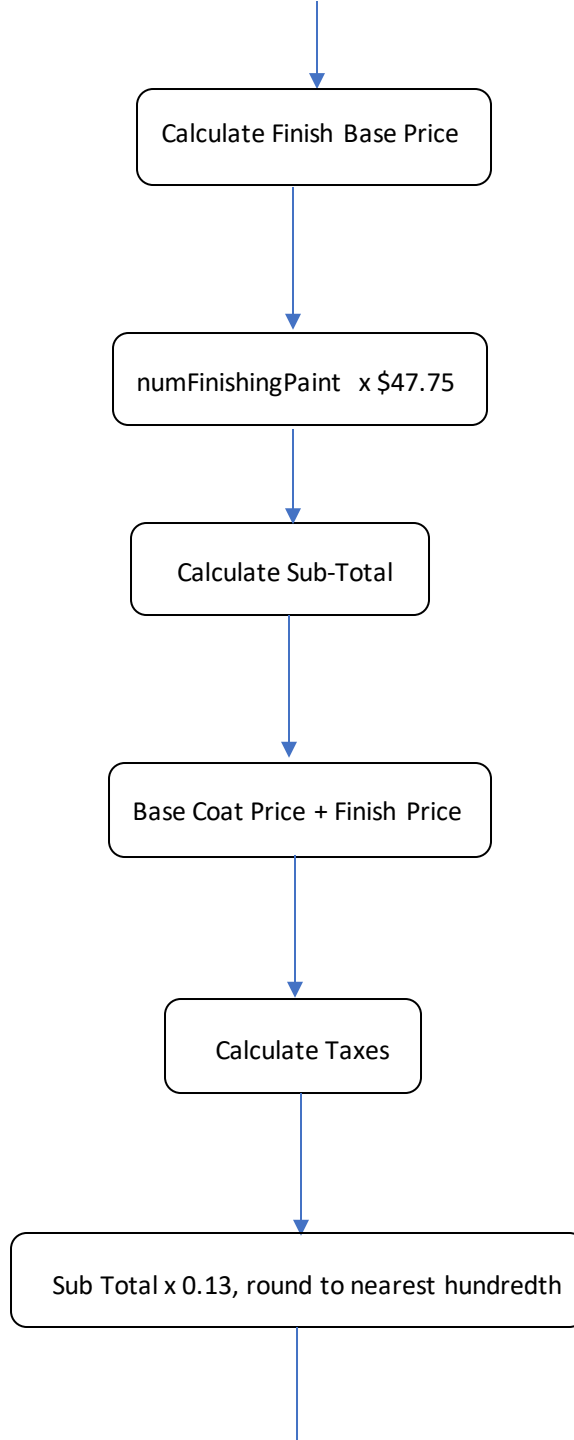 Calculate Finish Base Price
numFinishingPaint x $47.75
Calculate Sub-Total
Base Coat Price + Finish Price
Calculate Taxes
Sub Total x 0.13, round to nearest hundredth